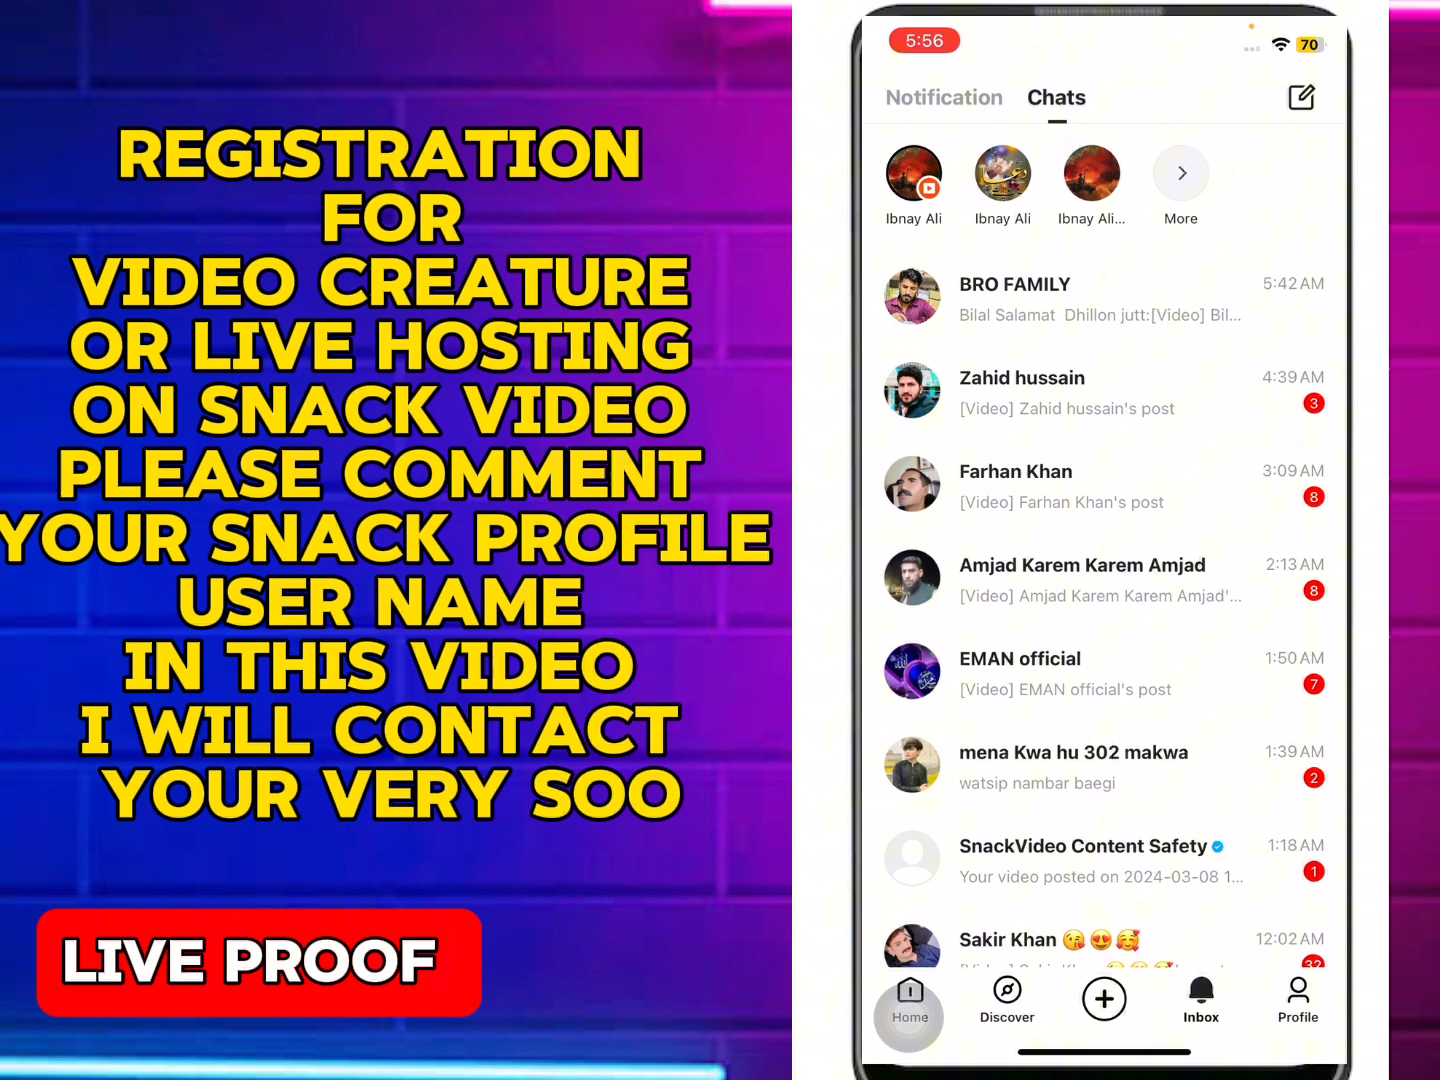 REGISTRATION
FOR
VIDEO CREATURE
OR LIVE HOSTING
ON SNACK VIDEO
PLEASE COMMENT
YOUR SNACK PROFILE
USER NAME
IN THIS VIDEO
I WILL CONTACT
YOUR VERY SOO
LIVE PROOF
5:56
70
Notification Chats
Ibnay Ali Ibnay Ali Ibnay Ali... More
BRO FAMILY 5:42 AM
Bilal Salamat Dhillon jutt:[Video] Bil...
Zahid hussain 4:39 AM
[Video] Zahid hussain's post 3
Farhan Khan 3:09 AM
[Video] Farhan Khan's post 8
Amjad Karem Karem Amjad 2:13 AM
[Video] Amjad Karem Karem Amjad'... 8
EMAN official 1:50 AM
[Video] EMAN official's post 7
mena Kwa hu 302 makwa 1:39 AM
watsip nambar baegi 2
SnackVideo Content Safety 1:18 AM
Your video posted on 2024-03-08 1... 1
Sakir Khan 😘😍🥰 12:02 AM
32
Home Discover Inbox Profile